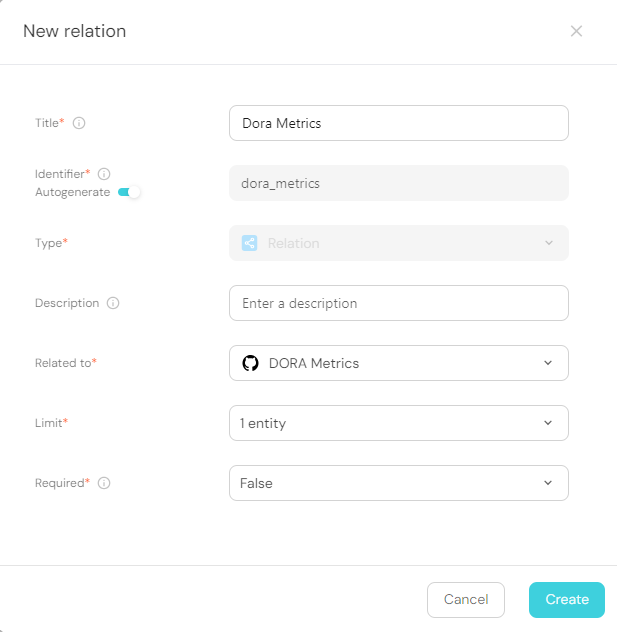 New relation
Title*
Dora Metrics
Identifier*
Autogenerate
dora_metrics
Type*
Relation
Description
Enter a description
Related to*
DORA Metrics
Limit*
1 entity
Required*
False
Cancel
Create